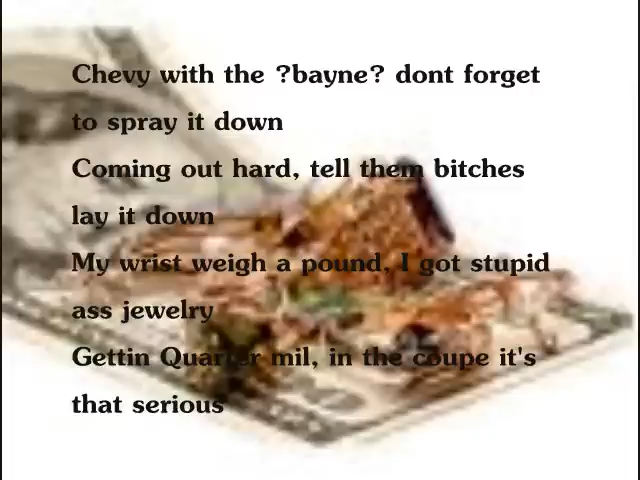 Chevy with the ?bayne? dont forget
to spray it down
Coming out hard, tell them bitches
lay it down
My wrist weigh a pound, I got stupid
ass jewelry
Gettin Quarter mil, in the coupe it's
that serious